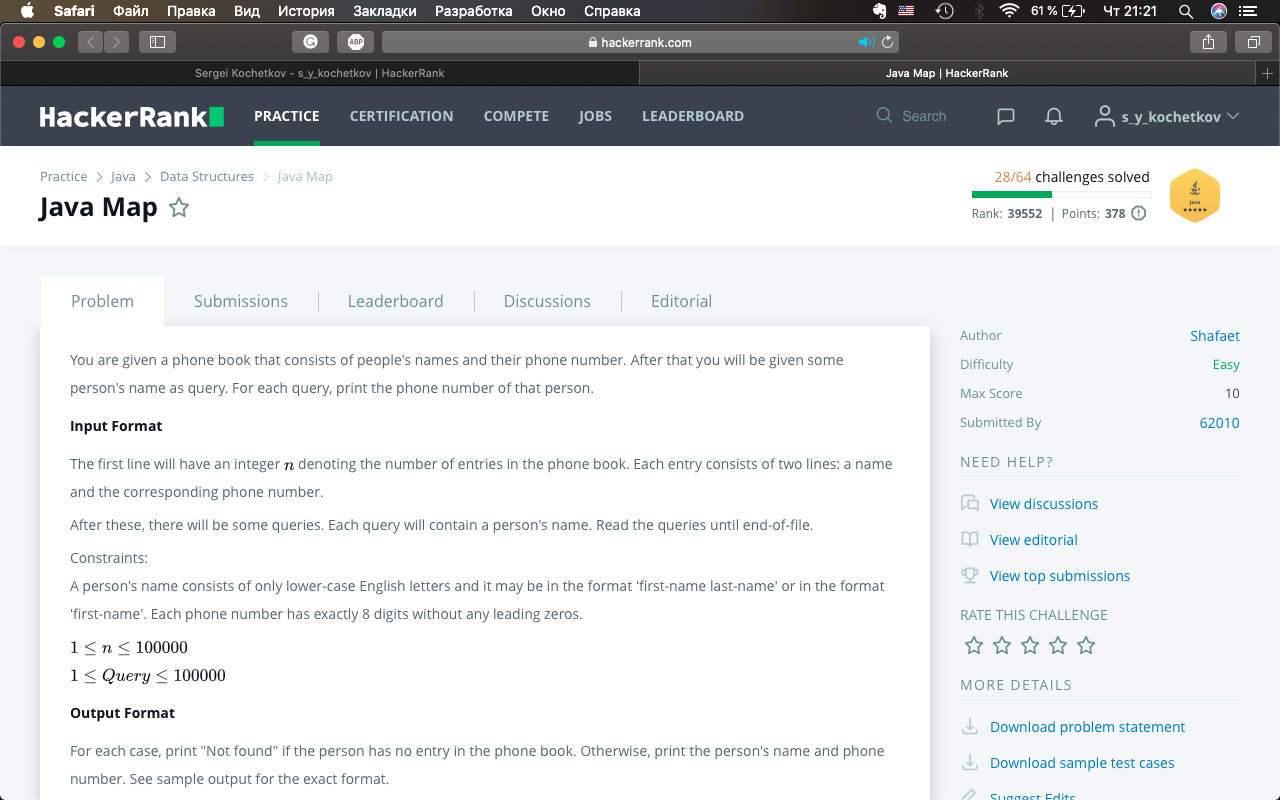 Safari Файл Правка Вид История Закладки Разработка Окно Справка 61 % Чт 21:21
ABP hackerrank.com
Sergei Kochetkov - s_y_kochetkov | HackerRank Java Map | HackerRank
HackerRank PRACTICE CERTIFICATION COMPETE JOBS LEADERBOARD Search s_y_kochetkov
Practice > Java > Data Structures > Java Map
28/64 challenges solved
Java Map
Rank: 39552 | Points: 378
Java
Problem Submissions Leaderboard Discussions Editorial
You are given a phone book that consists of people's names and their phone number. After that you will be given some
person's name as query. For each query, print the phone number of that person.
Input Format
The first line will have an integer n denoting the number of entries in the phone book. Each entry consists of two lines: a name
and the corresponding phone number.
After these, there will be some queries. Each query will contain a person's name. Read the queries until end-of-file.
Constraints:
A person's name consists of only lower-case English letters and it may be in the format 'first-name last-name' or in the format
'first-name'. Each phone number has exactly 8 digits without any leading zeros.
1 ≤ n ≤ 100000
1 ≤ Query ≤ 100000
Output Format
For each case, print "Not found" if the person has no entry in the phone book. Otherwise, print the person's name and phone
number. See sample output for the exact format.
Author Shafaet
Difficulty Easy
Max Score 10
Submitted By 62010
NEED HELP?
View discussions
View editorial
View top submissions
RATE THIS CHALLENGE
MORE DETAILS
Download problem statement
Download sample test cases
Suggest Edits